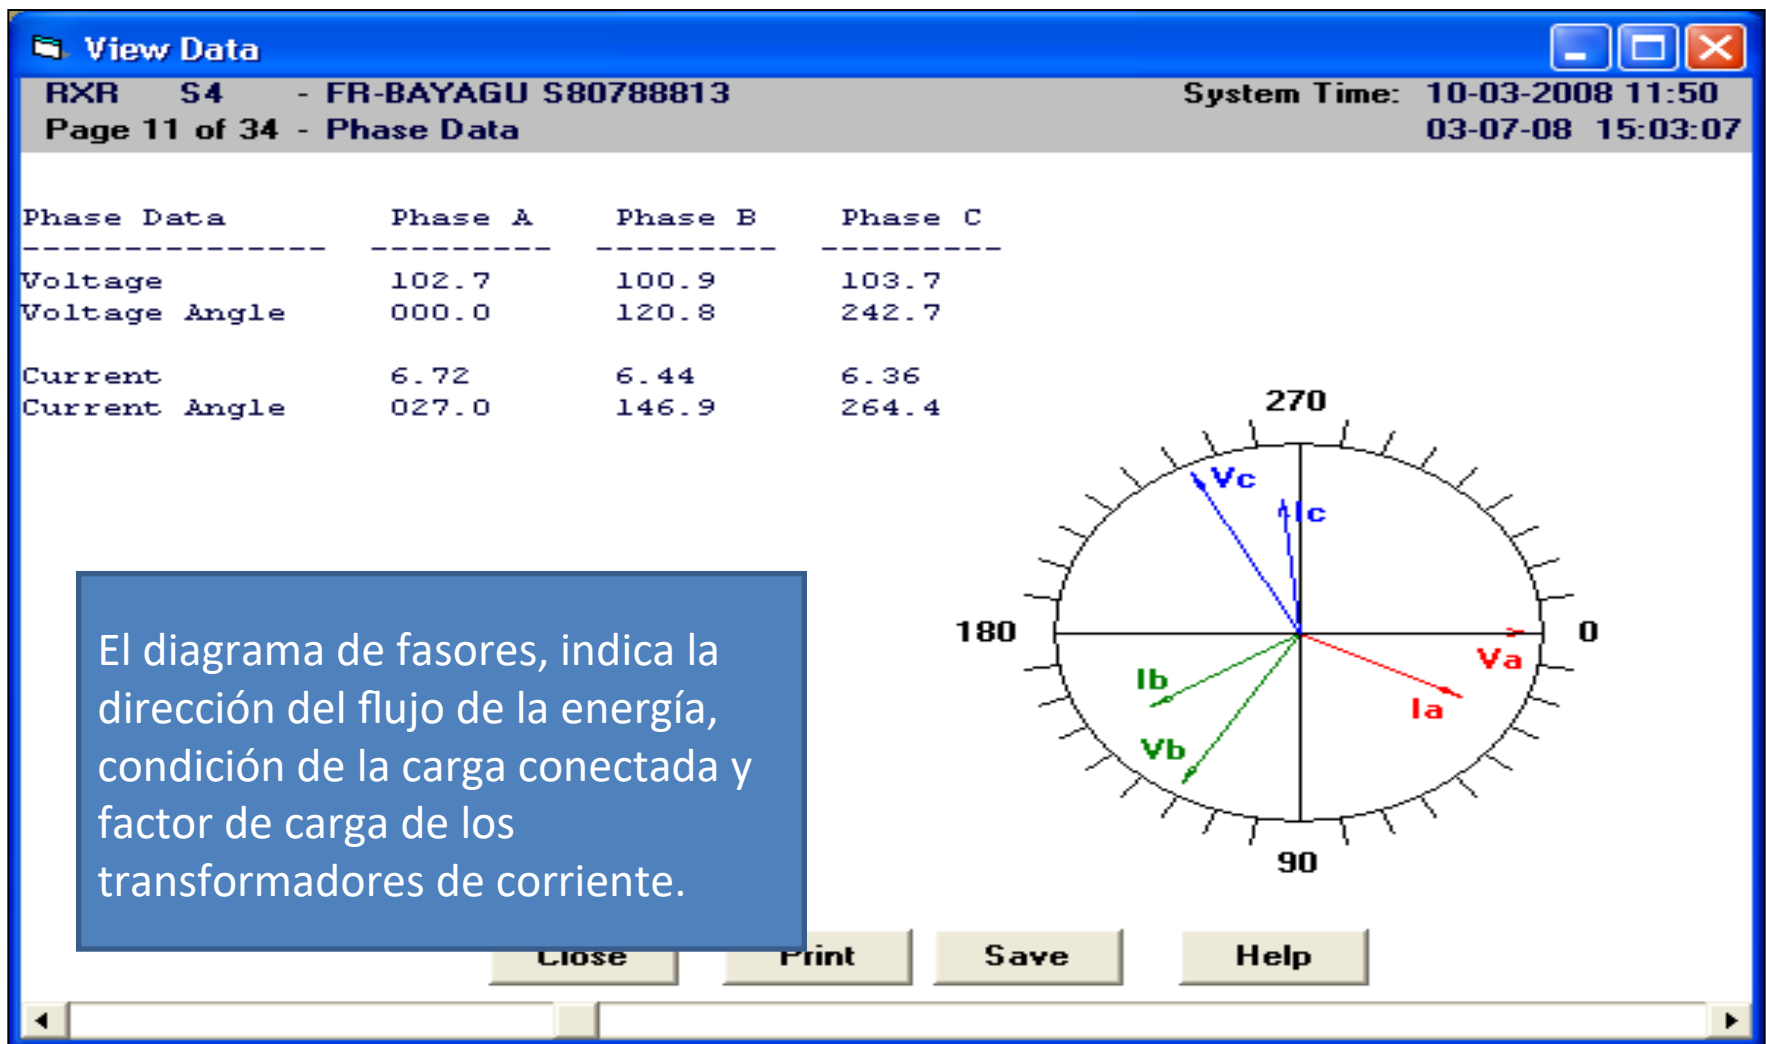 View Data
RXR S4 - FR-BAYAGU S80788813 System Time: 10-03-2008 11:50
Page 11 of 34 - Phase Data 03-07-08 15:03:07
Phase Data Phase A Phase B Phase C
--------------- --------- --------- ---------
Voltage 102.7 100.9 103.7
Voltage Angle 000.0 120.8 242.7
Current 6.72 6.44 6.36
Current Angle 027.0 146.9 264.4
270
Vc
Ic
180
0
Va
Ib
Ia
Vb
90
El diagrama de fasores, indica la
dirección del flujo de la energía,
condición de la carga conectada y
factor de carga de los
transformadores de corriente.
Close Print Save Help